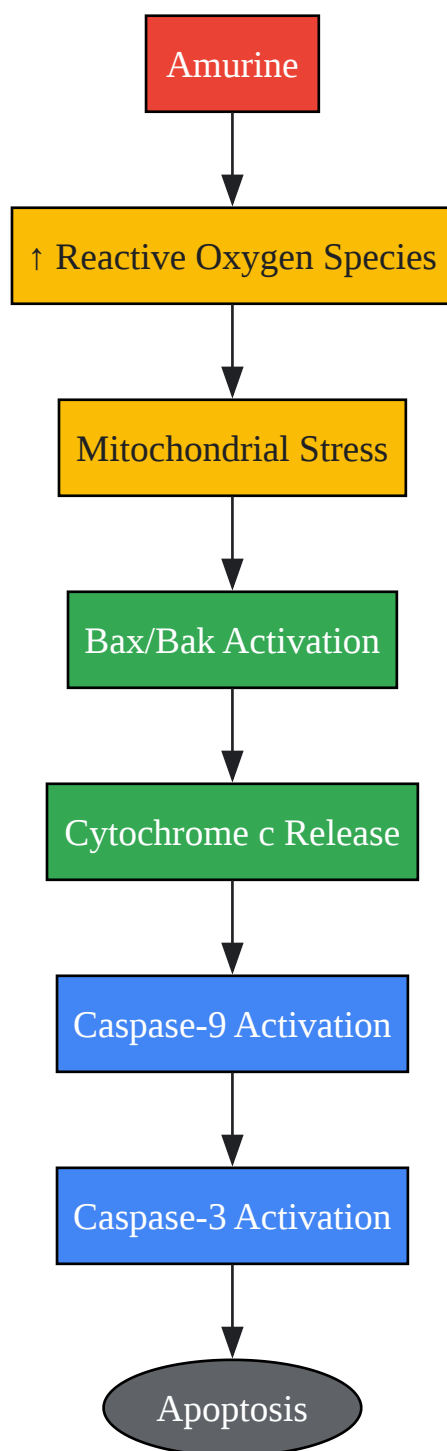 Amurine
↑ Reactive Oxygen Species
Mitochondrial Stress
Bax/Bak Activation
Cytochrome c Release
Caspase-9 Activation
Caspase-3 Activation
Apoptosis